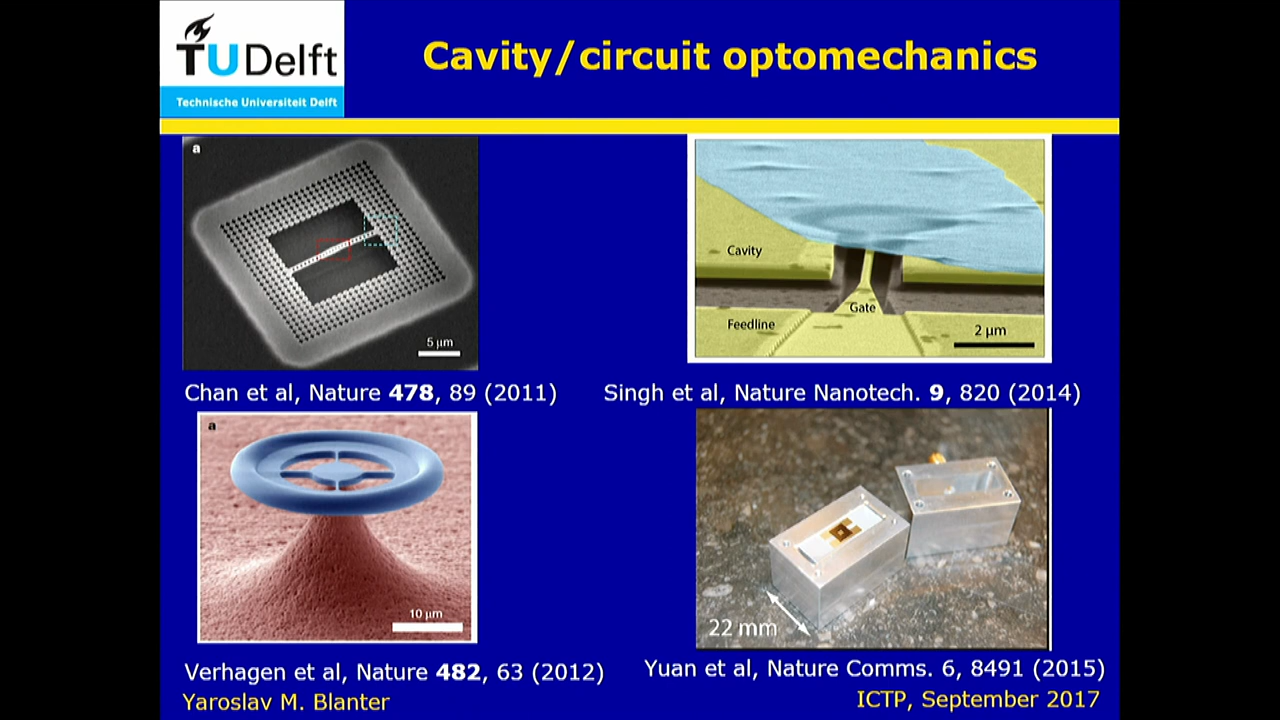 TU Delft
Technische Universiteit Delft
Cavity/circuit optomechanics
a
5 μm
Cavity
Gate
Feedline
2 μm
Chan et al, Nature 478, 89 (2011)
Singh et al, Nature Nanotech. 9, 820 (2014)
a
10 μm
22 mm
Verhagen et al, Nature 482, 63 (2012)
Yuan et al, Nature Comms. 6, 8491 (2015)
Yaroslav M. Blanter
ICTP, September 2017